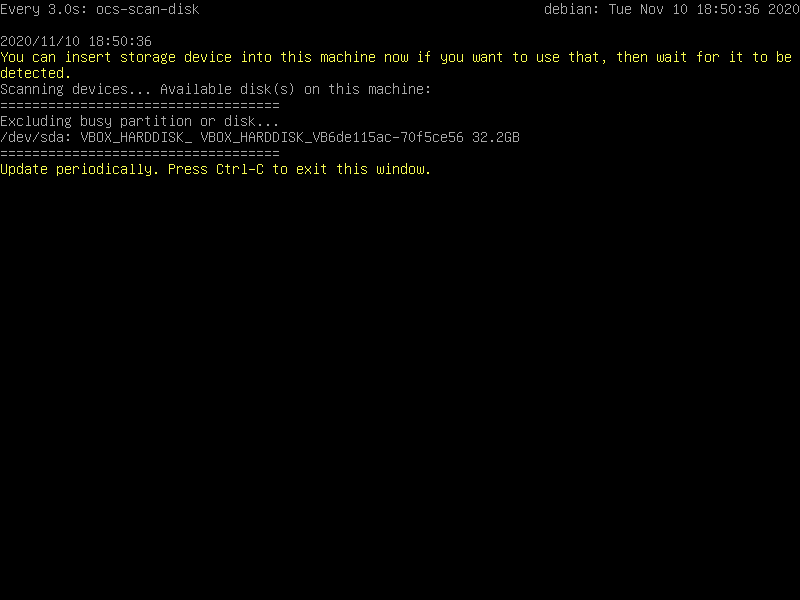 Every 3.0s: ocs-scan-disk debian: Tue Nov 10 18:50:36 2020
2020/11/10 18:50:36
You can insert storage device into this machine now if you want to use that, then wait for it to be
detected.
Scanning devices... Available disk(s) on this machine:
===================================
Excluding busy partition or disk...
/dev/sda: VBOX_HARDDISK_ VBOX_HARDDISK_VB6de115ac-70f5ce56 32.2GB
===================================
Update periodically. Press Ctrl-C to exit this window.